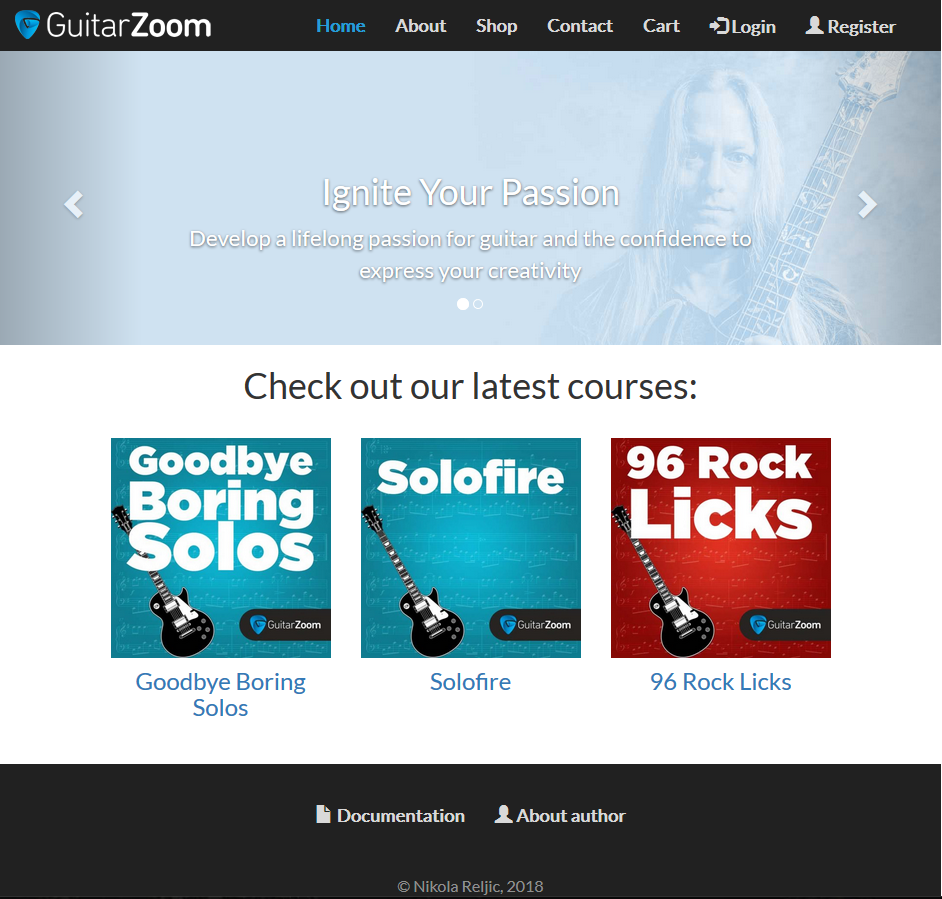 GuitarZoom
Home About Shop Contact Cart Login Register
Ignite Your Passion
Develop a lifelong passion for guitar and the confidence to
express your creativity
Check out our latest courses:
Goodbye
Boring
Solos
GuitarZoom
Solofire
GuitarZoom
96 Rock
Licks
GuitarZoom
Goodbye Boring
Solos
Solofire
96 Rock Licks
Documentation About author
© Nikola Reljic, 2018